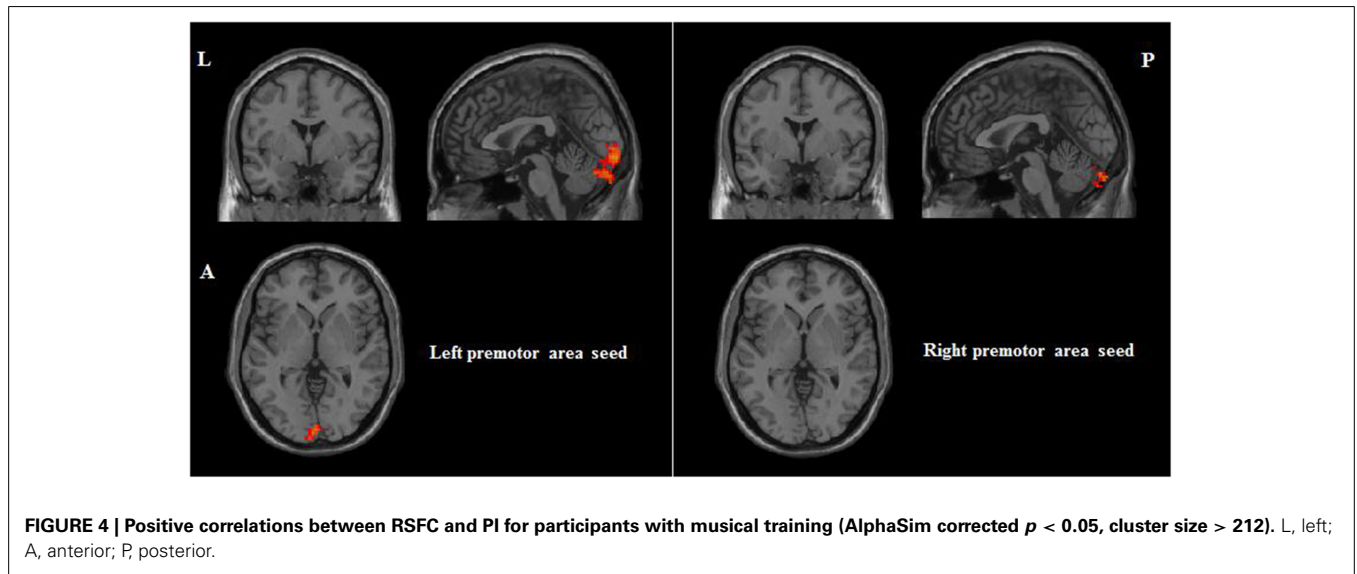 L
P
A
Left premotor area seed
Right premotor area seed
FIGURE 4 | Positive correlations between RSFC and PI for participants with musical training (AlphaSim corrected p < 0.05, cluster size > 212). L, left;
A, anterior; P, posterior.